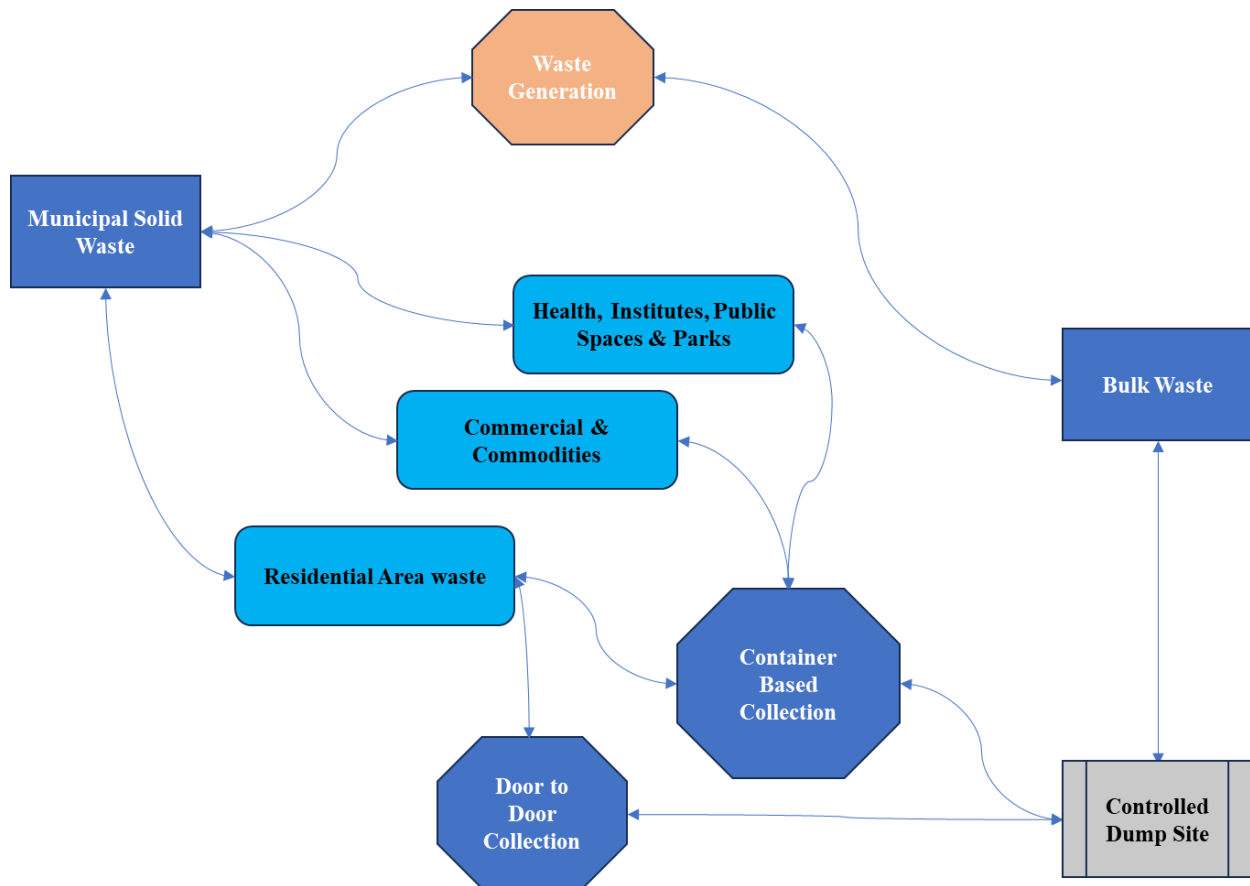 Waste
Generation
Municipal Solid
Waste
Health, Institutes, Public
Spaces & Parks
Bulk Waste
Commercial &
Commodities
Residential Area waste
Container
Based
Collection
Door to
Door
Collection
Controlled
Dump Site